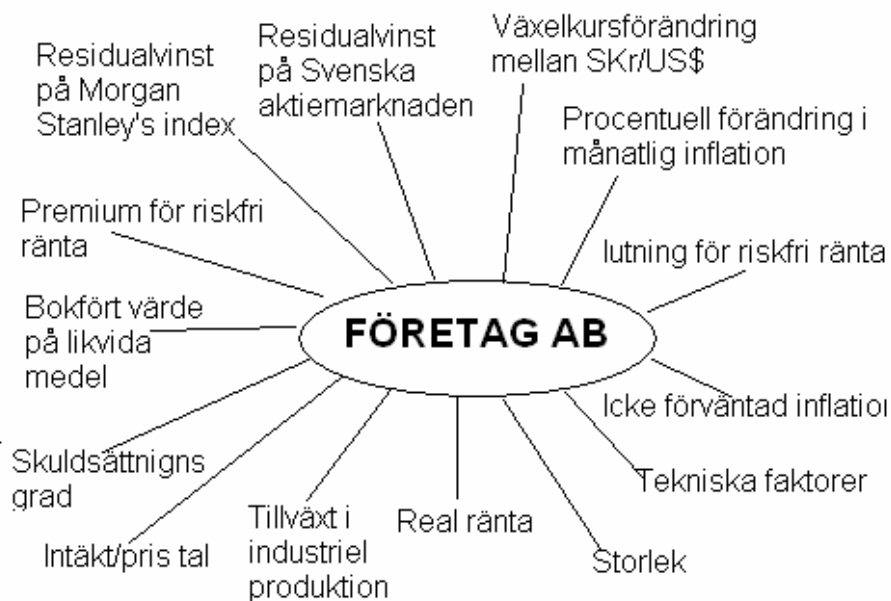 Residualvinst
på Morgan
Stanley's index
Residualvinst
på Svenska
aktiemarknaden
Växelkursförändring
mellan SKr/US$
Procentuell förändring i
månatlig inflation
Premium för riskfri
ränta
lutning för riskfri ränta
Bokfört värde
på likvida
medel
FÖRETAG AB
Icke förväntad inflation
Skuldsättnigns
grad
Tekniska faktorer
Intäkt/pris tal
Tillväxt i
industriel
produktion
Real ränta
Storlek